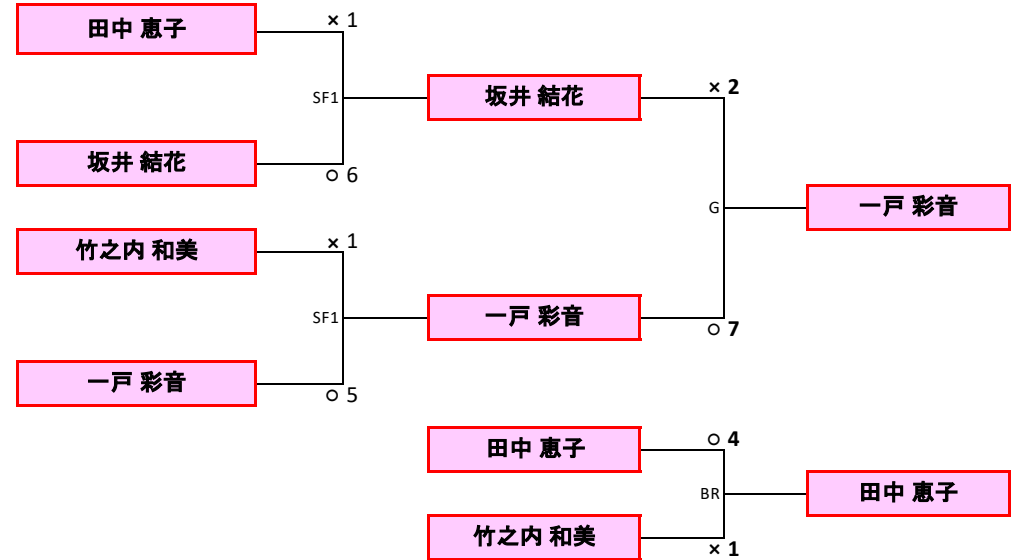 田中 恵子
× 1
SF1
坂井 結花
× 2
坂井 結花
○ 6
G
一戸 彩音
竹之内 和美
× 1
SF1
一戸 彩音
○ 7
一戸 彩音
○ 5
田中 恵子
○ 4
BR
田中 恵子
竹之内 和美
× 1